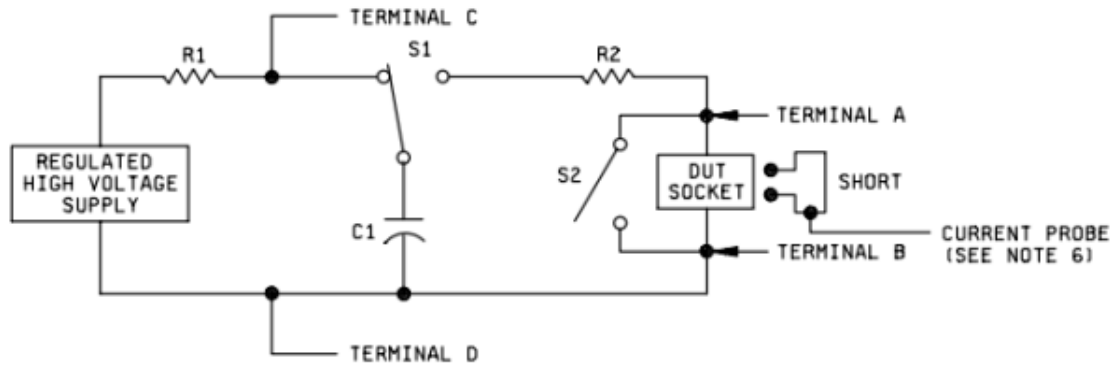 TERMINAL C
R1
S1
R2
TERMINAL A
REGULATED
HIGH VOLTAGE
SUPPLY
S2
DUT
SOCKET
SHORT
C1
CURRENT PROBE
(SEE NOTE 6)
TERMINAL B
TERMINAL D